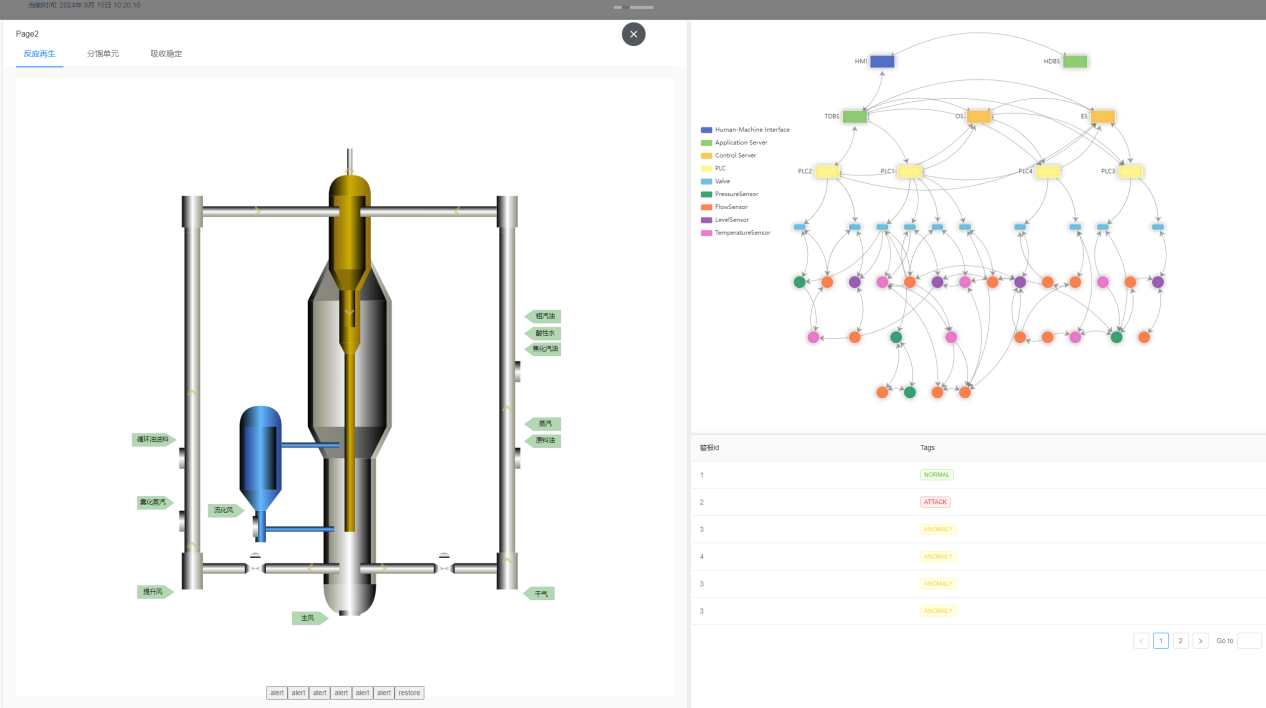 当前时间: 2024年 9月 15日 10:20:10
Page2
反应再生 分馏单元 吸收稳定
粗汽油
酸性水
焦化汽油
蒸汽
原料油
循环油进料
雾化蒸汽
流化风
提升风
干气
主风
alert alert alert alert alert alert restore
HMI HDBS
TDBS OS ES
PLC2 PLC1 PLC4 PLC3
Human-Machine Interface
Application Server
Control Server
PLC
Valve
PressureSensor
FlowSensor
LevelSensor
TemperatureSensor
警报id Tags
1 NORMAL
2 ATTACK
3 ANOMALY
4 ANOMALY
3 ANOMALY
3 ANOMALY
< 1 2 > Go to